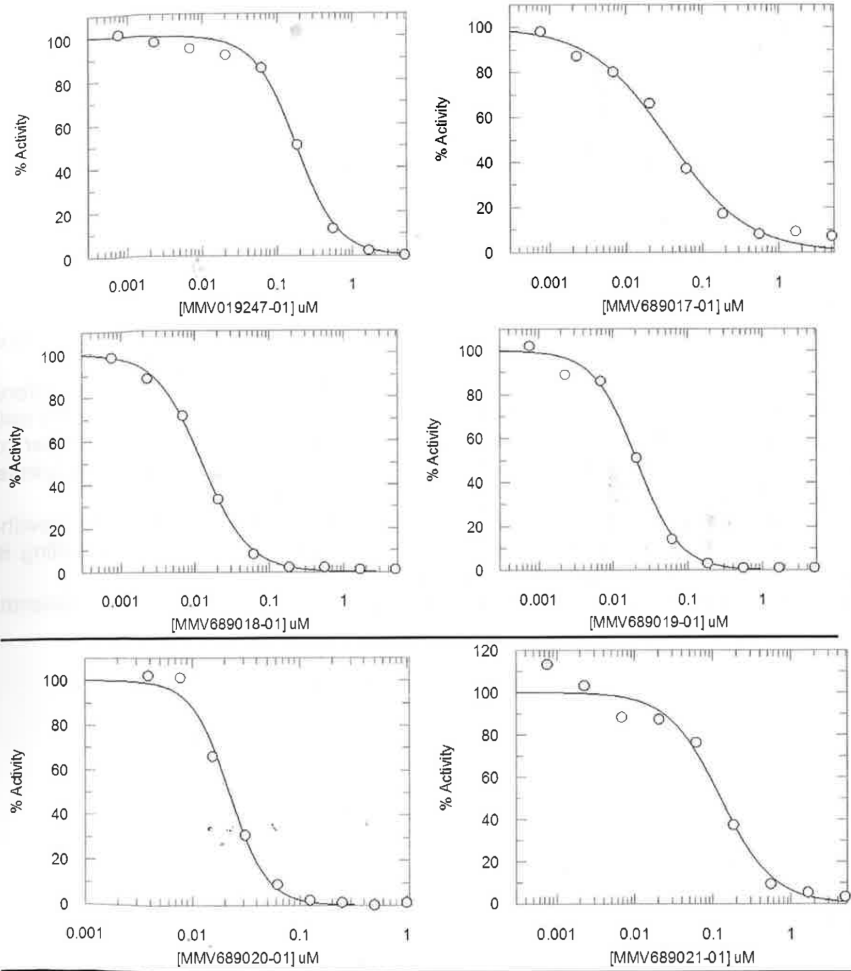 100
80
60
40
20
0
% Activity
0.001 0.01 0.1 1
[MMV019247-01] uM
100
80
60
40
20
0
% Activity
0.001 0.01 0.1 1
[MMV689017-01] uM
100
80
60
40
20
0
% Activity
0.001 0.01 0.1 1
[MMV689018-01] uM
100
80
60
40
20
0
% Activity
0.001 0.01 0.1 1
[MMV689019-01] uM
100
80
60
40
20
0
% Activity
0.001 0.01 0.1 1
[MMV689020-01] uM
120
100
80
60
40
20
0
% Activity
0.001 0.01 0.1 1
[MMV689021-01] uM